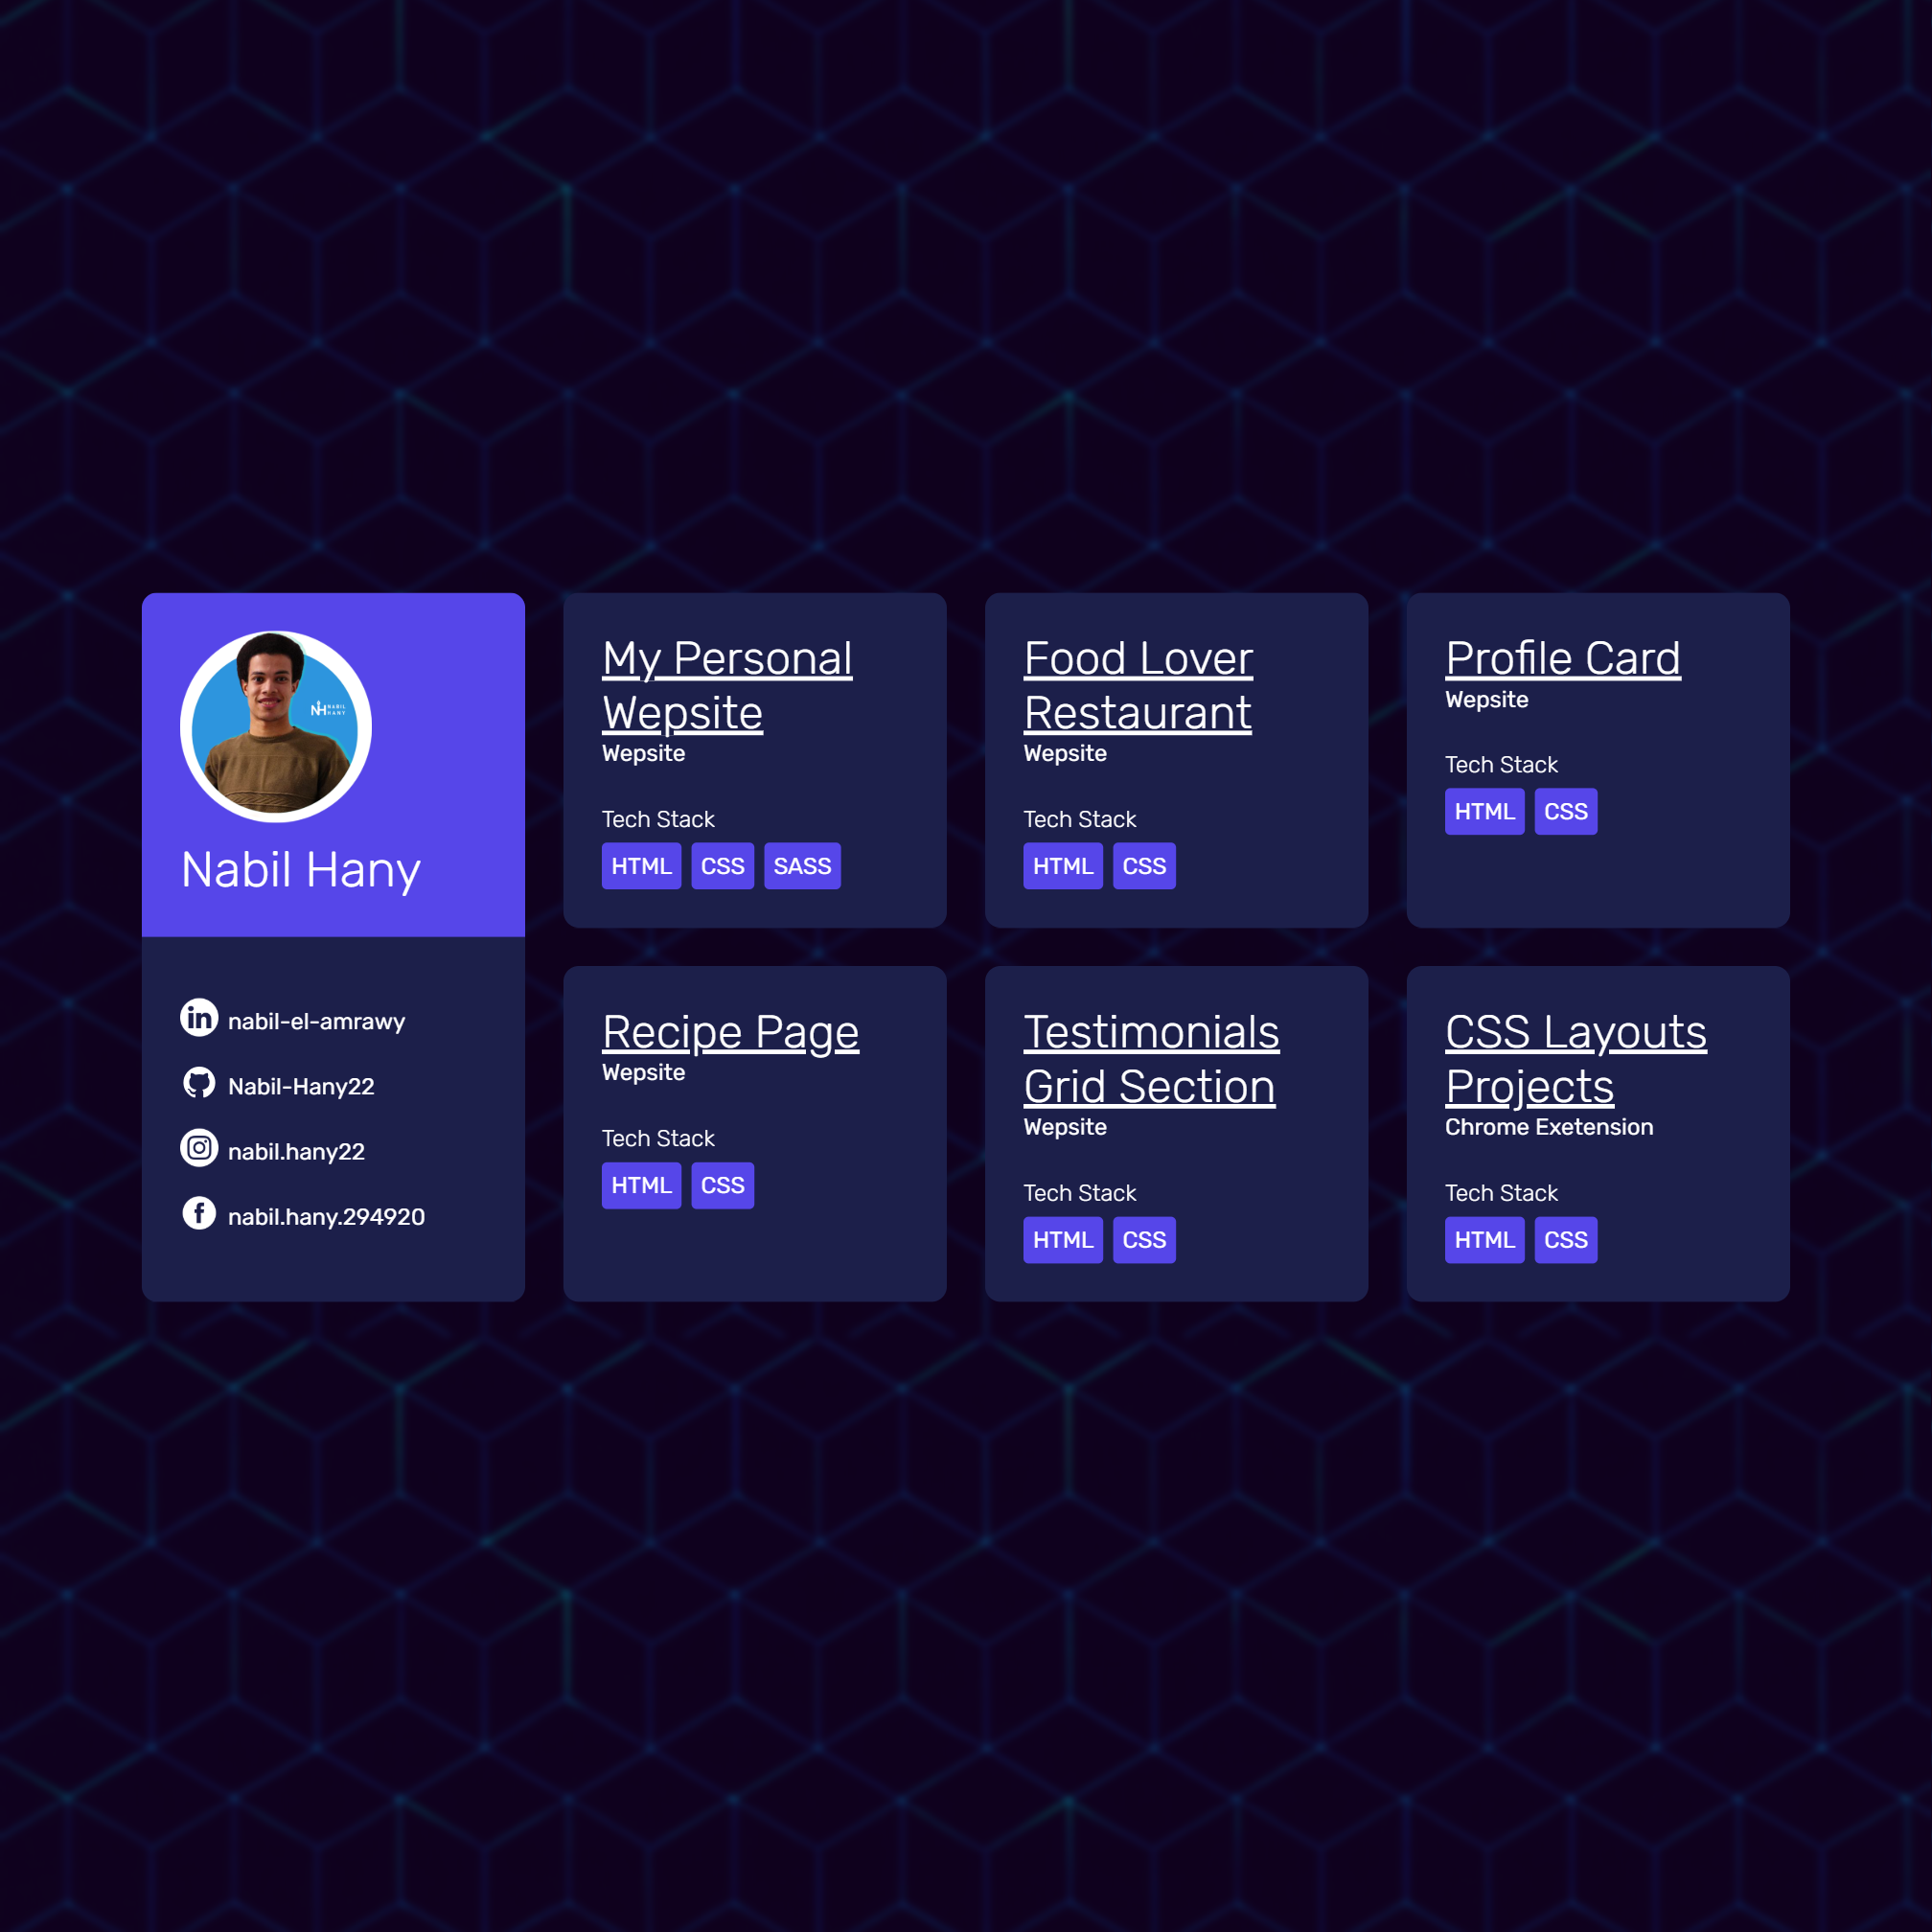 NH NABIL
HANY
Nabil Hany
nabil-el-amrawy
Nabil-Hany22
nabil.hany22
nabil.hany.294920
My Personal
Wepsite
Wepsite
Tech Stack
HTML CSS SASS
Food Lover
Restaurant
Wepsite
Tech Stack
HTML CSS
Profile Card
Wepsite
Tech Stack
HTML CSS
Recipe Page
Wepsite
Tech Stack
HTML CSS
Testimonials
Grid Section
Wepsite
Tech Stack
HTML CSS
CSS Layouts
Projects
Chrome Exetension
Tech Stack
HTML CSS